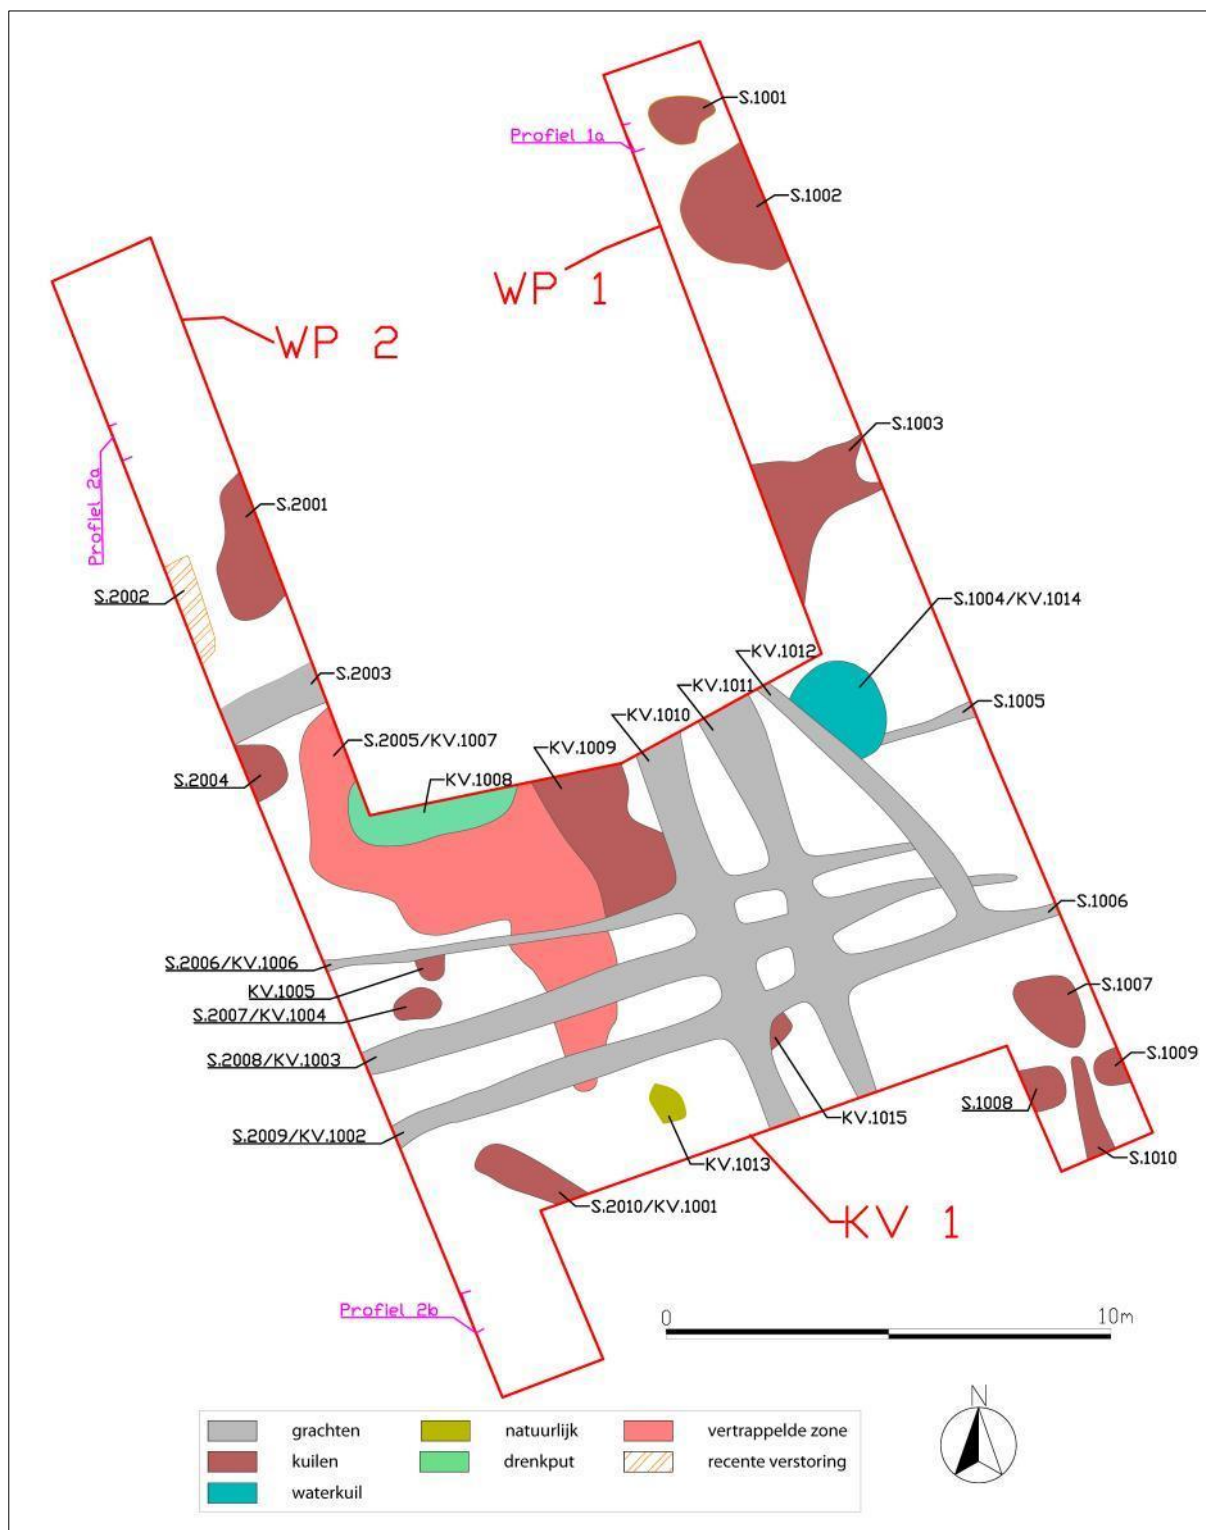 S.1001
Profiel 1a
S.1002
WP 1
WP 2
S.1003
Profiel 2a
S.2001
S.2002
S.1004/KV.1014
KV.1012
S.2003
KV.1011
S.1005
KV.1010
S.2005/KV.1007
KV.1009
S.2004
KV.1008
S.1006
S.2006/KV.1006
KV.1005
S.2007/KV.1004
S.1007
S.2008/KV.1003
S.1009
S.1008
KV.1015
S.2009/KV.1002
KV.1013
S.1010
S.2010/KV.1001
KV 1
Profiel 2b
0 10m
N
grachten natuurlijk vertrappelde zone
kuilen drenkput recente verstoring
waterkuil